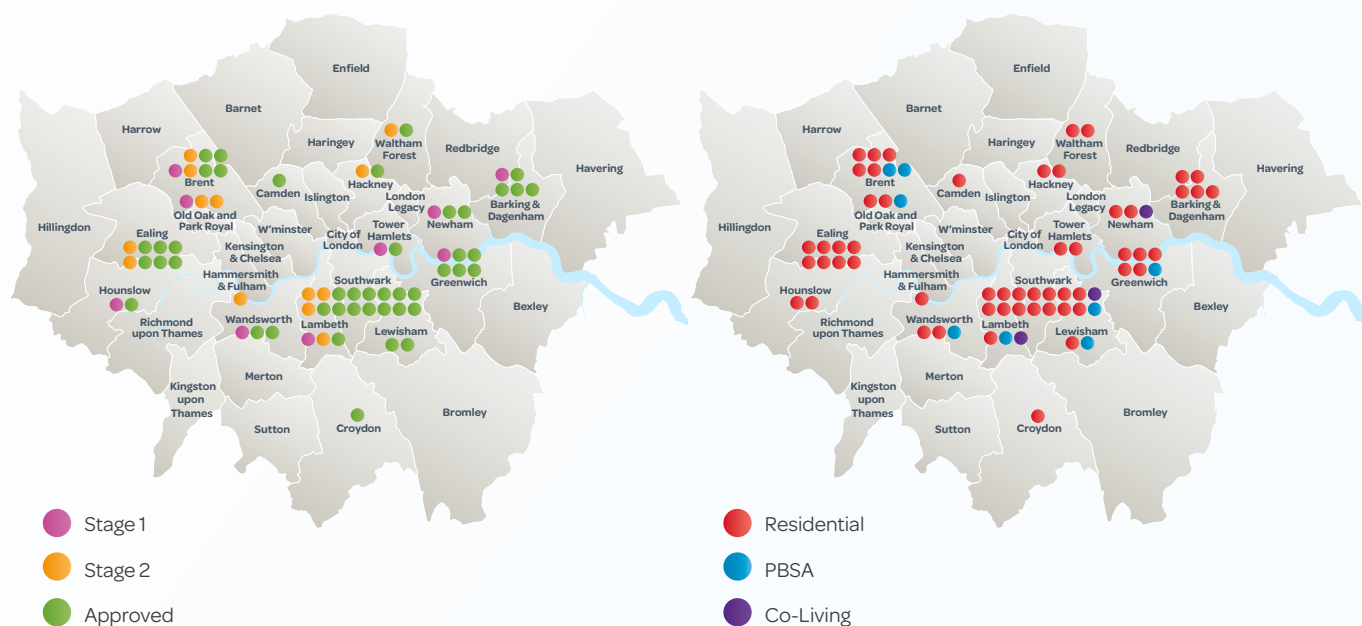 Enfield
Barnet
Harrow
Haringey
Waltham
Forest
Redbridge
Havering
Brent
Camden
Islington
Hackney
London
Legacy
Barking &
Dagenham
Newham
Hillingdon
Old Oak and
Park Royal
Ealing
W'minster
City of
London
Tower
Hamlets
Kensington
& Chelsea
Hammersmith
& Fulham
Southwark
Greenwich
Hounslow
Bexley
Richmond
upon Thames
Wandsworth
Lambeth
Lewisham
Kingston
upon
Thames
Merton
Sutton
Croydon
Bromley
Stage 1
Stage 2
Approved
Enfield
Barnet
Harrow
Haringey
Waltham
Forest
Redbridge
Havering
Brent
Camden
Islington
Hackney
London
Legacy
Barking &
Dagenham
Newham
Hillingdon
Old Oak and
Park Royal
Ealing
W'minster
City of
London
Tower
Hamlets
Kensington
& Chelsea
Hammersmith
& Fulham
Southwark
Greenwich
Hounslow
Bexley
Richmond
upon Thames
Wandsworth
Lambeth
Lewisham
Kingston
upon
Thames
Merton
Sutton
Croydon
Bromley
Residential
PBSA
Co-Living